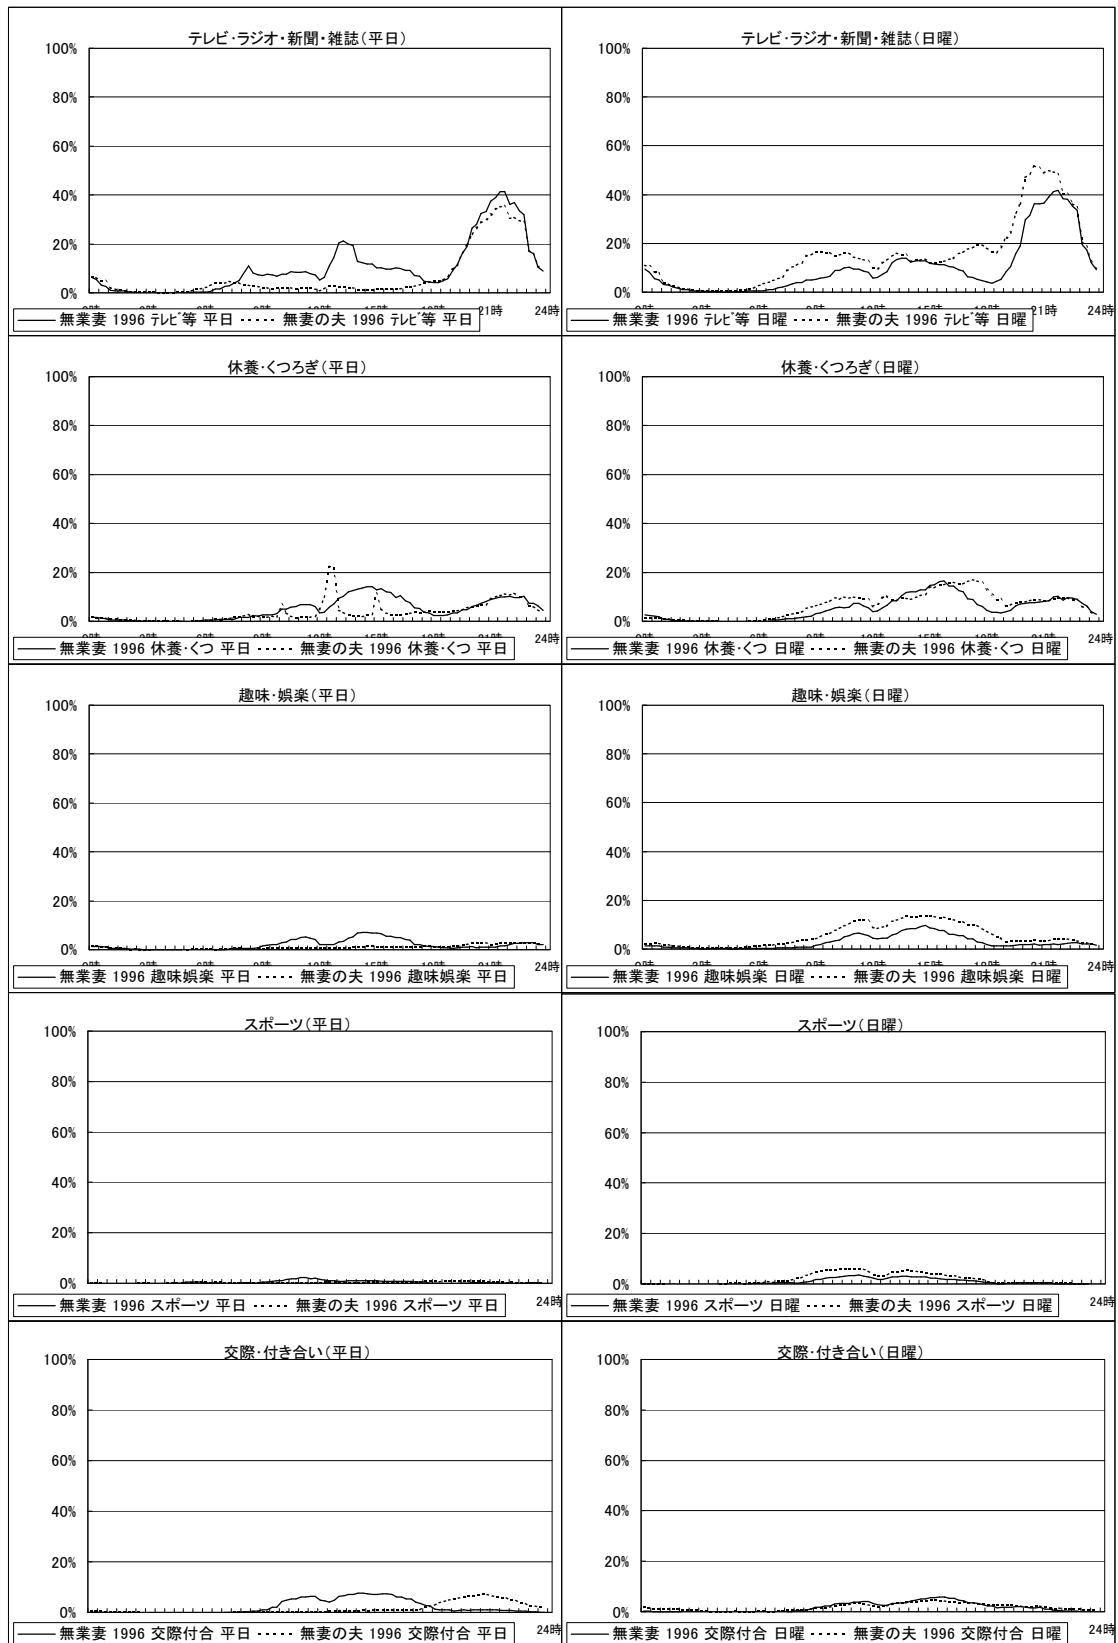 テレビ・ラジオ・新聞・雑誌(平日)
100%
80%
60%
40%
20%
0%
21時
24時
無業妻 1996 テレビ等 平日
無妻の夫 1996 テレビ等 平日
テレビ・ラジオ・新聞・雑誌(日曜)
100%
80%
60%
40%
20%
0%
21時
24時
無業妻 1996 テレビ等 日曜
無妻の夫 1996 テレビ等 日曜
休養・くつろぎ(平日)
100%
80%
60%
40%
20%
0%
24時
無業妻 1996 休養・くつ 平日
無妻の夫 1996 休養・くつ 平日
休養・くつろぎ(日曜)
100%
80%
60%
40%
20%
0%
24時
無業妻 1996 休養・くつ 日曜
無妻の夫 1996 休養・くつ 日曜
趣味・娯楽(平日)
100%
80%
60%
40%
20%
0%
24時
無業妻 1996 趣味娯楽 平日
無妻の夫 1996 趣味娯楽 平日
趣味・娯楽(日曜)
100%
80%
60%
40%
20%
0%
24時
無業妻 1996 趣味娯楽 日曜
無妻の夫 1996 趣味娯楽 日曜
スポーツ(平日)
100%
80%
60%
40%
20%
0%
24時
無業妻 1996 スポーツ 平日
無妻の夫 1996 スポーツ 平日
スポーツ(日曜)
100%
80%
60%
40%
20%
0%
24時
無業妻 1996 スポーツ 日曜
無妻の夫 1996 スポーツ 日曜
交際・付き合い(平日)
100%
80%
60%
40%
20%
0%
24時
無業妻 1996 交際付合 平日
無妻の夫 1996 交際付合 平日
交際・付き合い(日曜)
100%
80%
60%
40%
20%
0%
24時
無業妻 1996 交際付合 日曜
無妻の夫 1996 交際付合 日曜